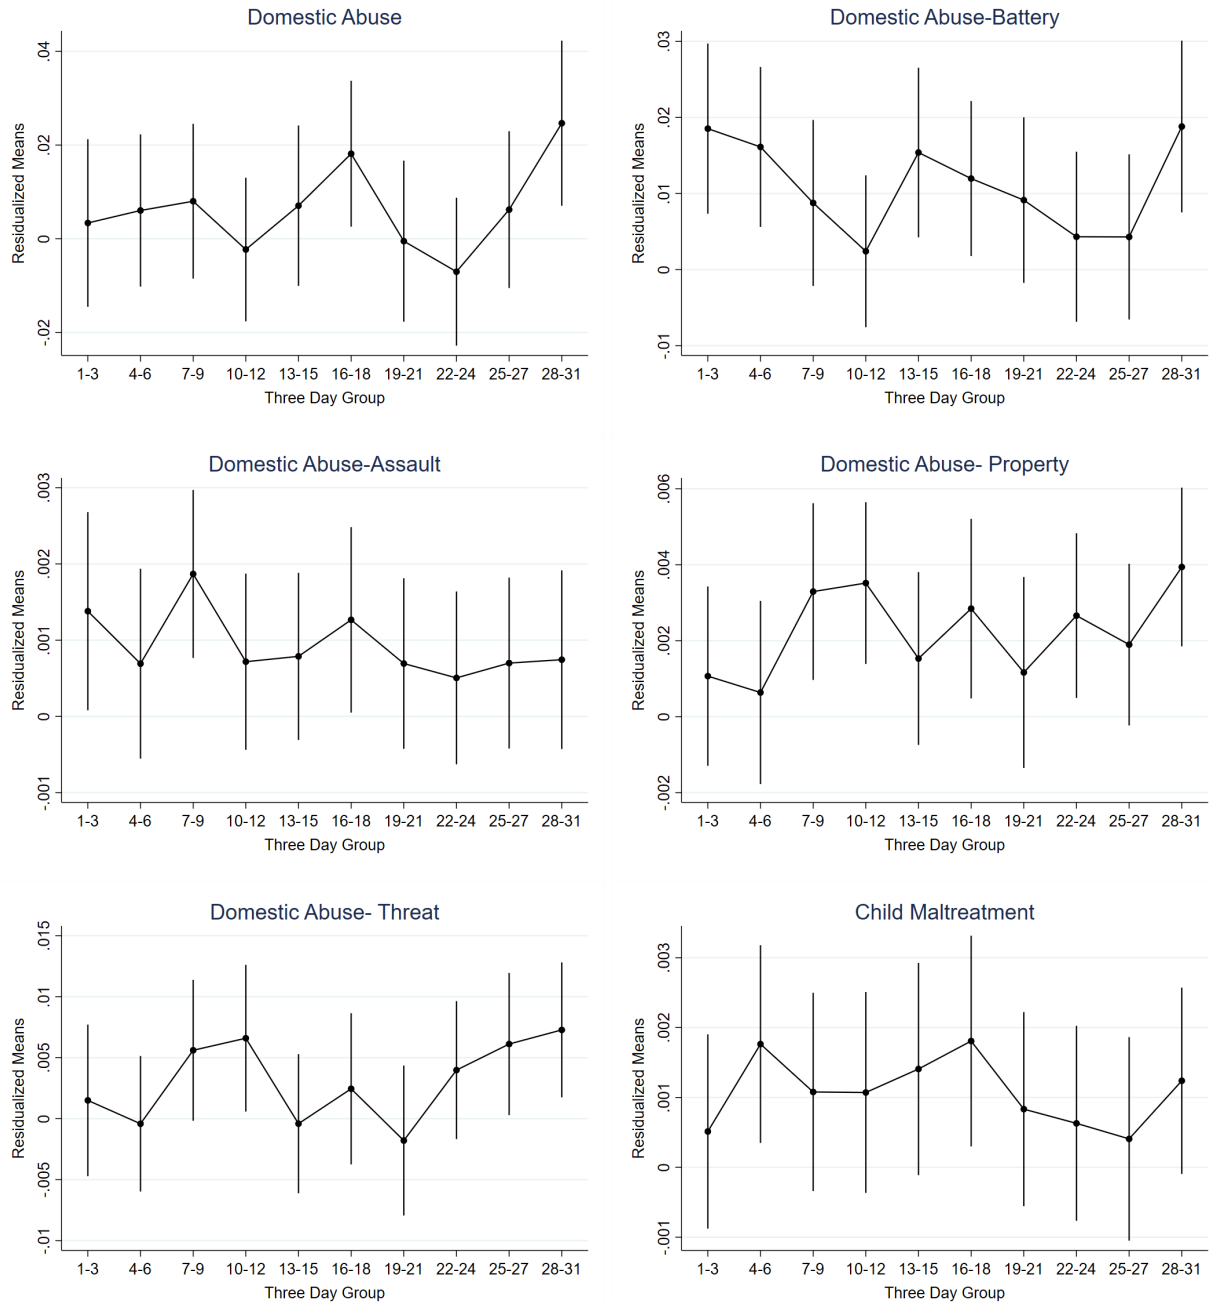 Domestic Abuse
Residualized Means
.04
.02
0
-.02
1-3 4-6 7-9 10-12 13-15 16-18 19-21 22-24 25-27 28-31
Three Day Group
Domestic Abuse-Battery
Residualized Means
.03
.02
.01
0
-.01
1-3 4-6 7-9 10-12 13-15 16-18 19-21 22-24 25-27 28-31
Three Day Group
Domestic Abuse-Assault
Residualized Means
.003
.002
.001
0
-.001
1-3 4-6 7-9 10-12 13-15 16-18 19-21 22-24 25-27 28-31
Three Day Group
Domestic Abuse- Property
Residualized Means
.006
.004
.002
0
-.002
1-3 4-6 7-9 10-12 13-15 16-18 19-21 22-24 25-27 28-31
Three Day Group
Domestic Abuse- Threat
Residualized Means
.015
.01
.005
0
-.005
-.01
1-3 4-6 7-9 10-12 13-15 16-18 19-21 22-24 25-27 28-31
Three Day Group
Child Maltreatment
Residualized Means
.003
.002
.001
0
-.001
1-3 4-6 7-9 10-12 13-15 16-18 19-21 22-24 25-27 28-31
Three Day Group